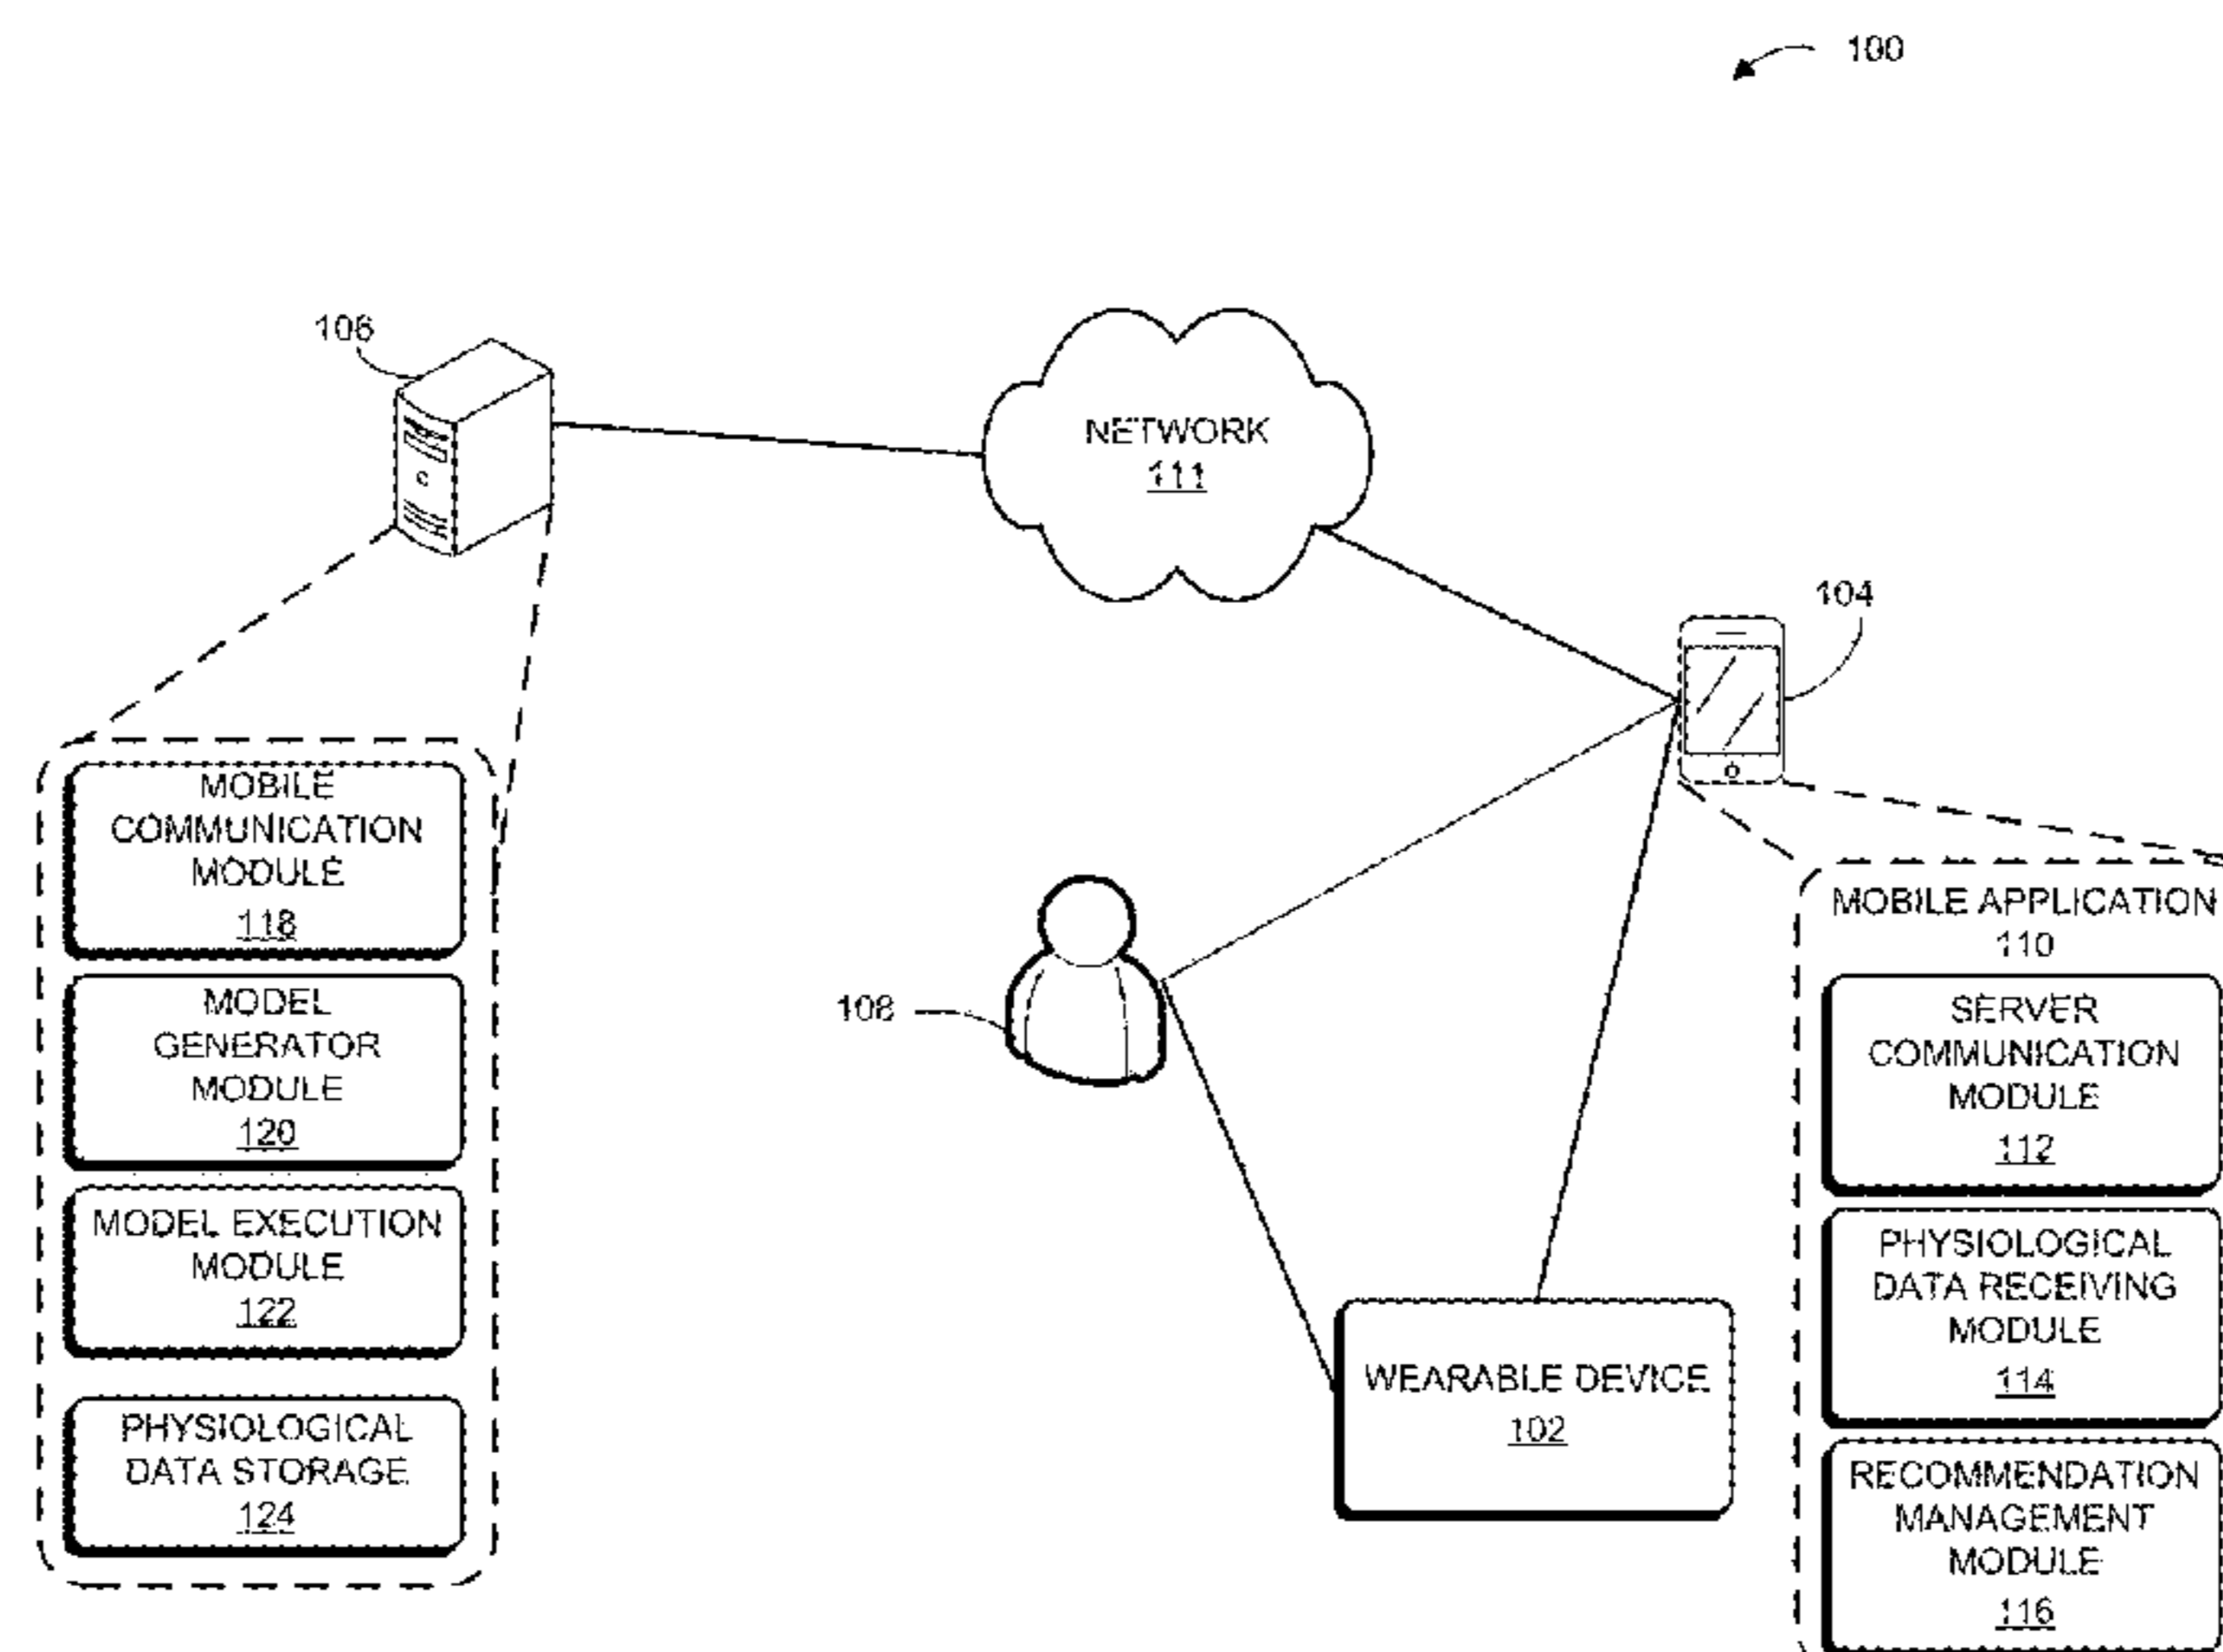 100
106
NETWORK
111
104
MOBILE
COMMUNICATION
MODULE
118
MODEL
GENERATOR
MODULE
120
MODEL EXECUTION
MODULE
122
PHYSIOLOGICAL
DATA STORAGE
124
108
WEARABLE DEVICE
102
MOBILE APPLICATION
110
SERVER
COMMUNICATION
MODULE
112
PHYSIOLOGICAL
DATA RECEIVING
MODULE
114
RECOMMENDATION
MANAGEMENT
MODULE
116